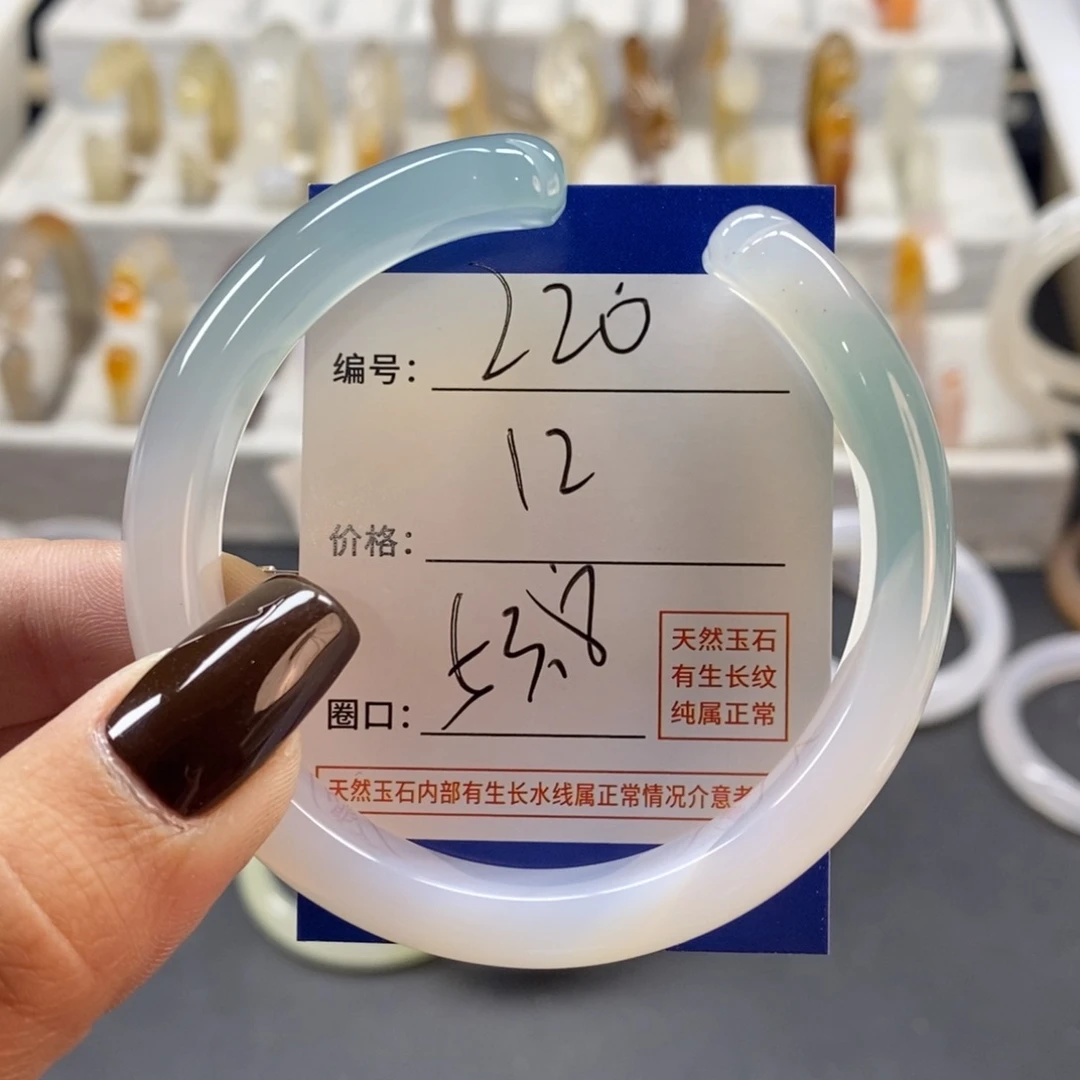 编号： 220
价格： 12
圈口： 53.8
天然玉石
有生长纹
纯属正常
天然玉石内部有生长水线属正常情况介意者